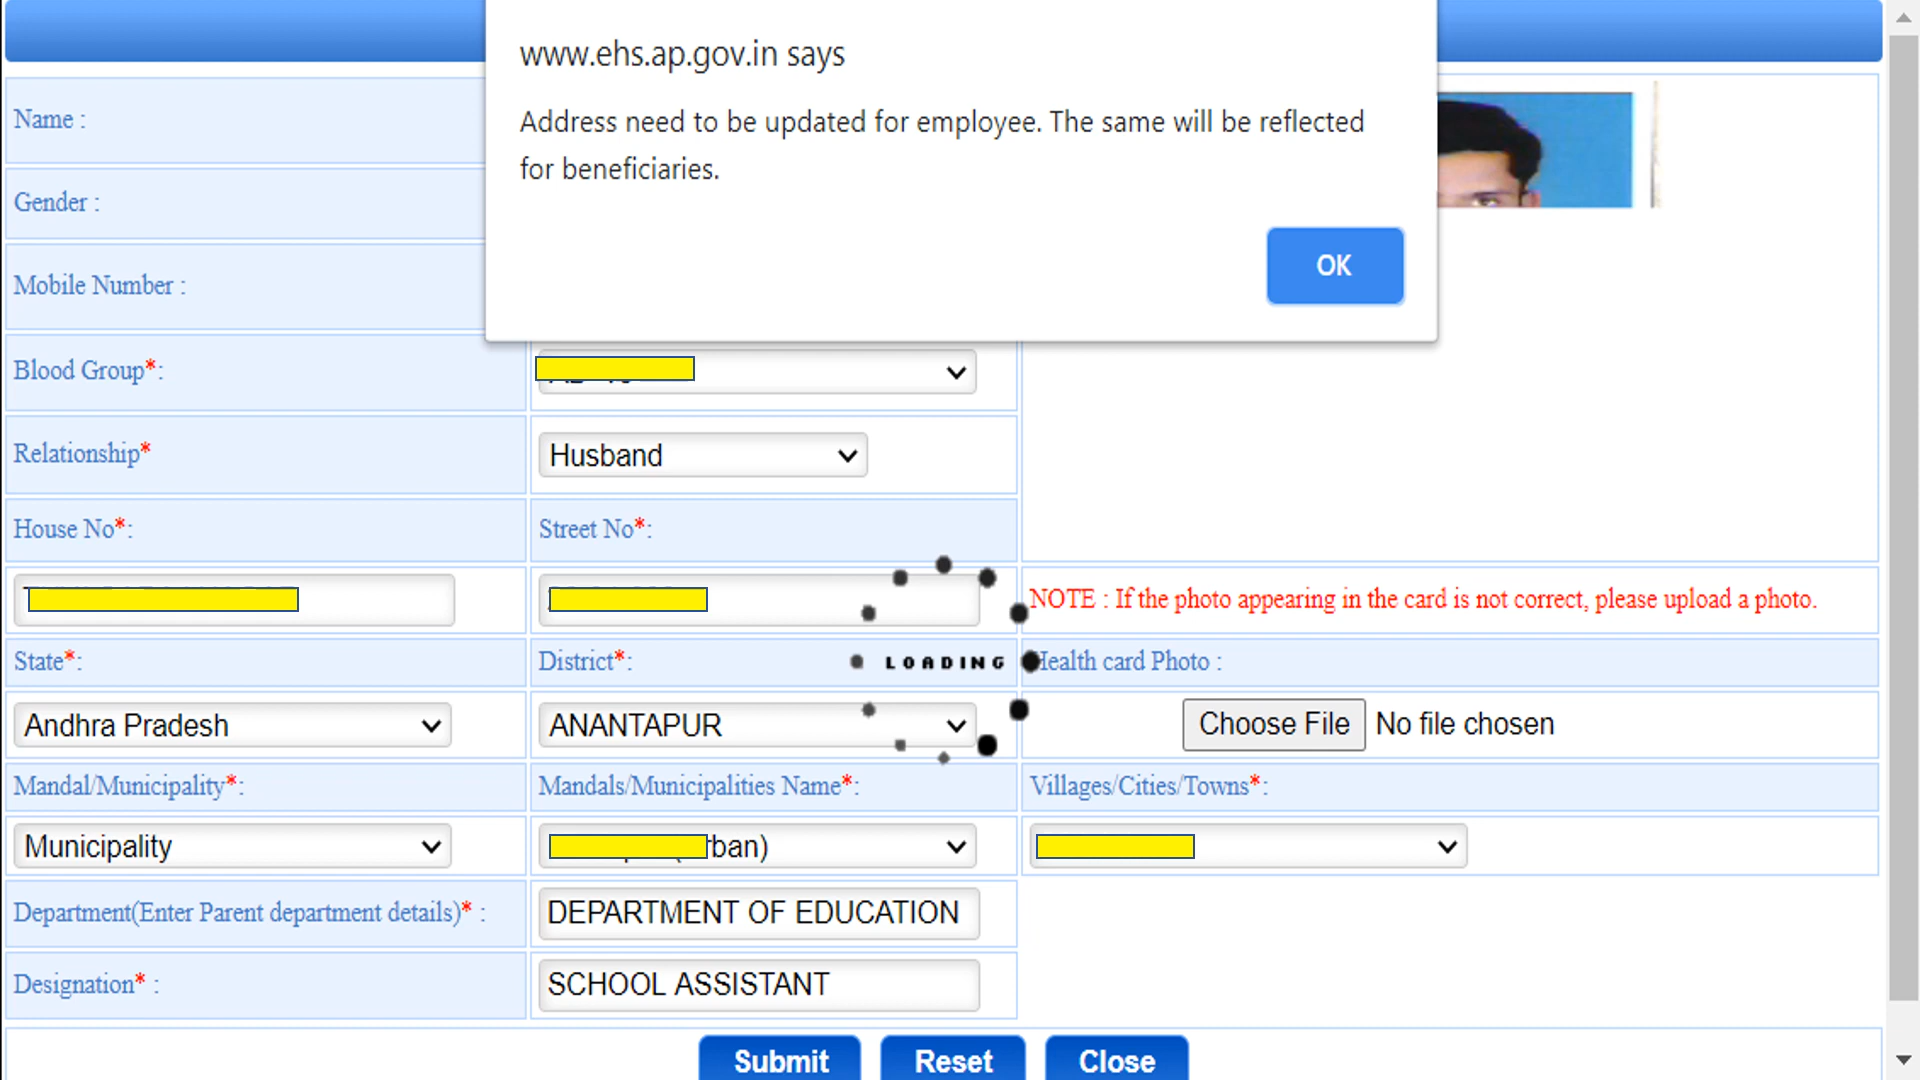 www.ehs.ap.gov.in says
Address need to be updated for employee. The same will be reflected
for beneficiaries.
OK
Name :
Gender :
Mobile Number :
Blood Group*:
Relationship*
Husband
House No*:
Street No*:
NOTE : If the photo appearing in the card is not correct, please upload a photo.
State*:
District*:
LOADING
Health card Photo :
Andhra Pradesh
ANANTAPUR
Choose File No file chosen
Mandal/Municipality*:
Mandals/Municipalities Name*:
Villages/Cities/Towns*:
Municipality
rban)
Department(Enter Parent department details)* :
DEPARTMENT OF EDUCATION
Designation* :
SCHOOL ASSISTANT
Submit
Reset
Close